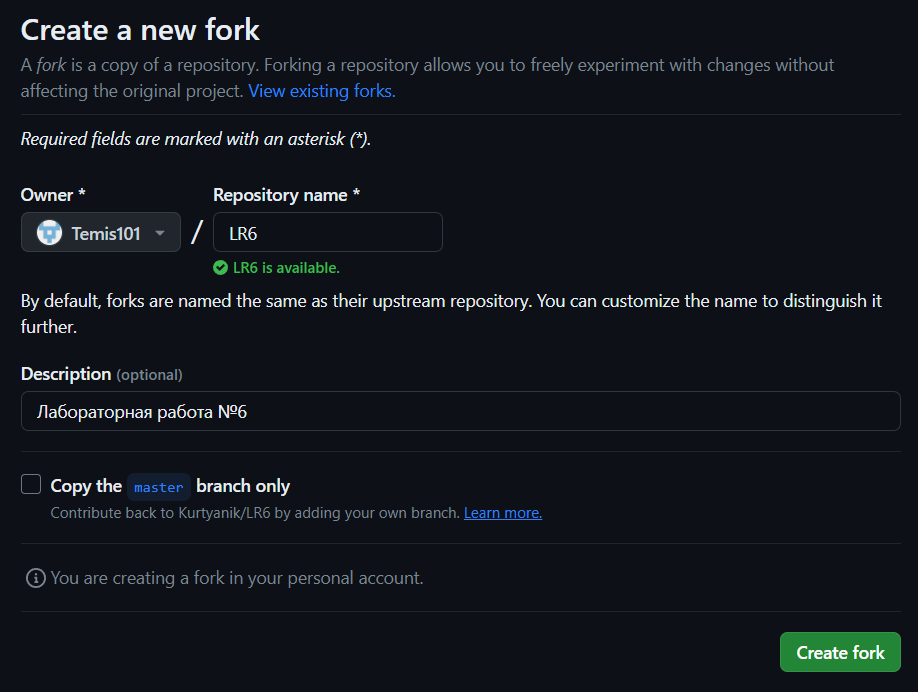 Create a new fork
A fork is a copy of a repository. Forking a repository allows you to freely experiment with changes without
affecting the original project. View existing forks.
Required fields are marked with an asterisk (*).
Owner * Repository name *
Temis101 / LR6
LR6 is available.
By default, forks are named the same as their upstream repository. You can customize the name to distinguish it
further.
Description (optional)
Лабораторная работа №6
Copy the master branch only
Contribute back to Kurtyanik/LR6 by adding your own branch. Learn more.
You are creating a fork in your personal account.
Create fork